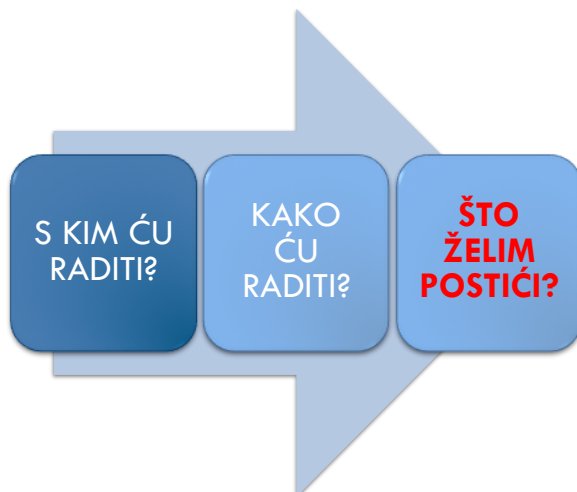 S KIM ĆU
RADITI?
KAKO
ĆU
RADITI?
ŠTO
ŽELIM
POSTIĆI?